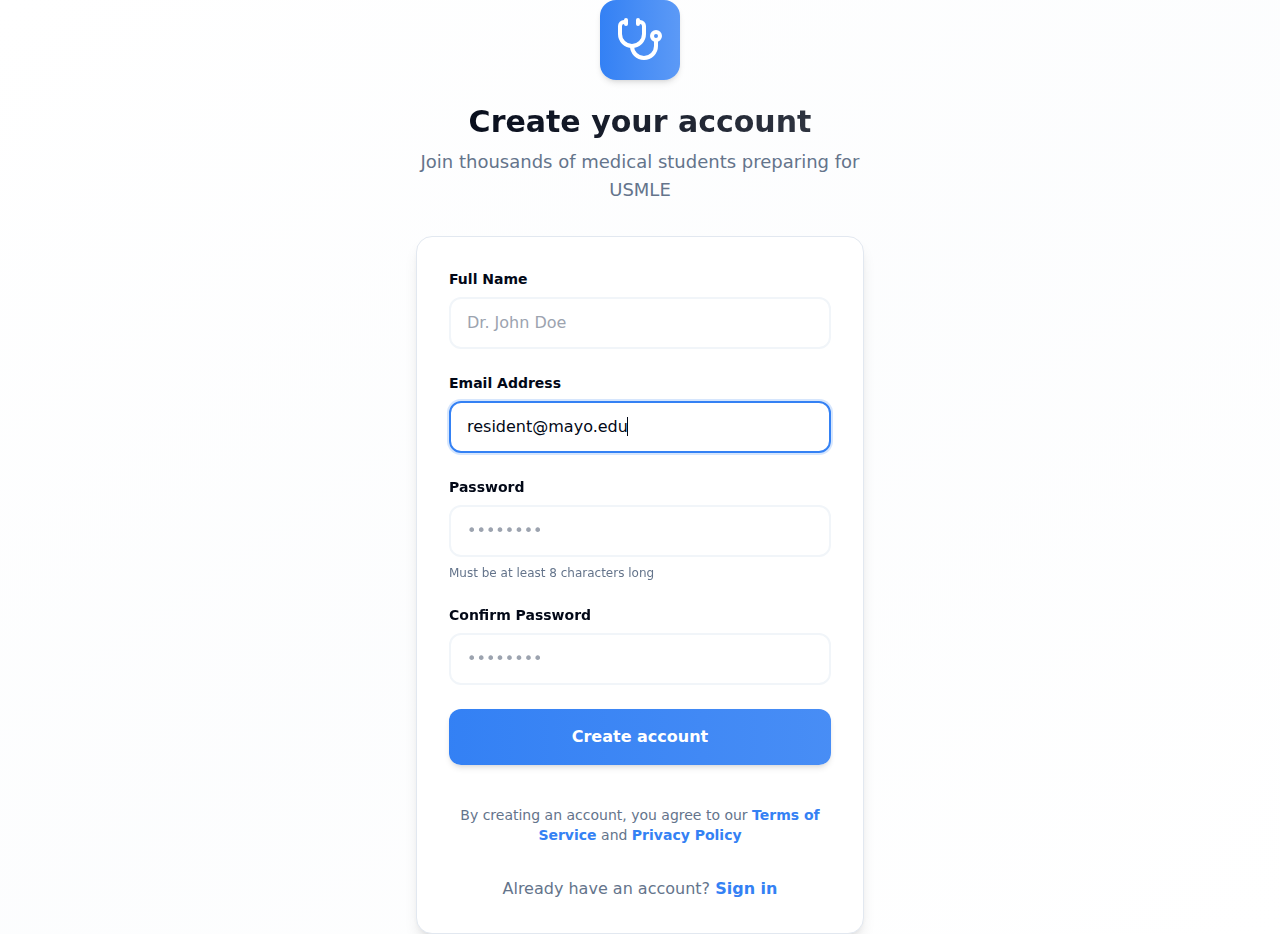 Create your account
Join thousands of medical students preparing for
USMLE
Full Name
Dr. John Doe
Email Address
resident@mayo.edu
Password
••••••••
Must be at least 8 characters long
Confirm Password
••••••••
Create account
By creating an account, you agree to our Terms of
Service and Privacy Policy
Already have an account? Sign in